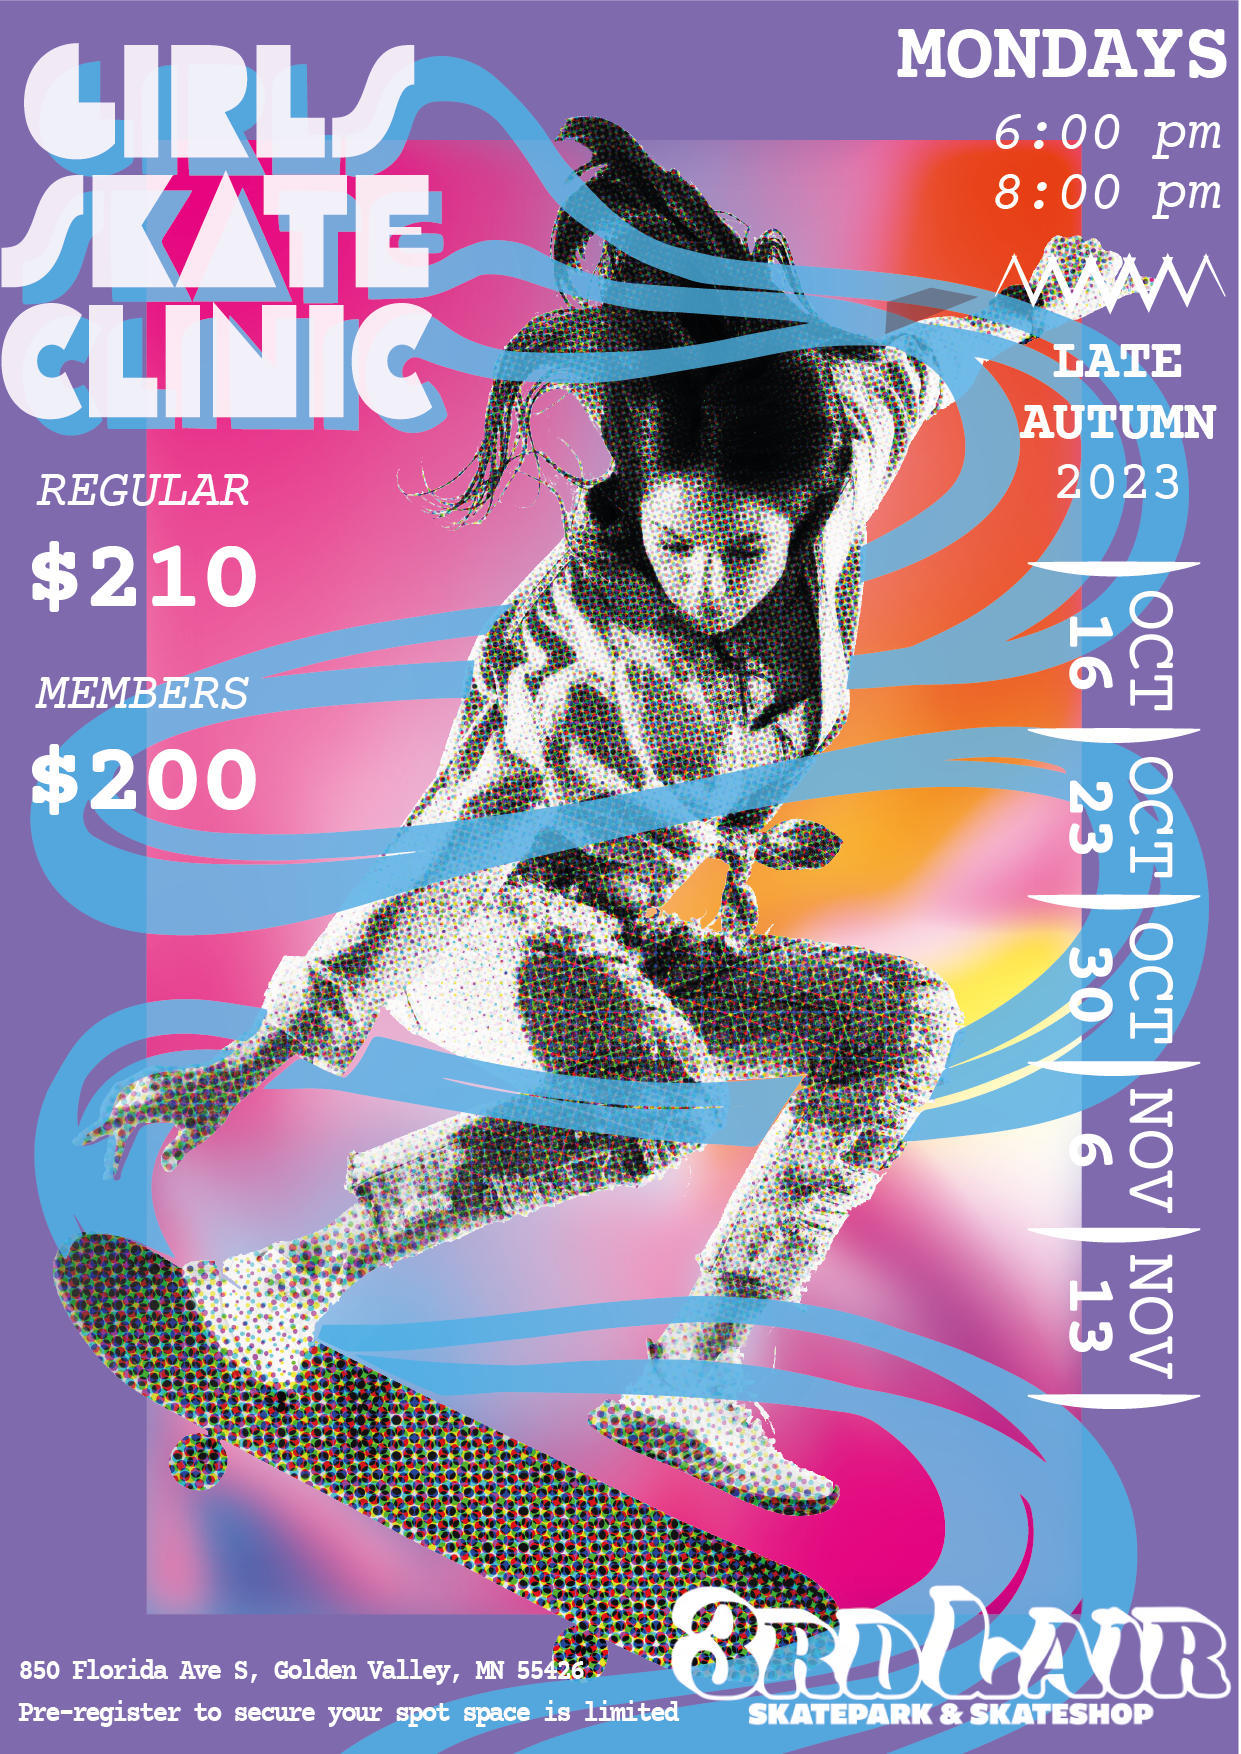 GIRLS
SKATE
CLINIC
MONDAYS
6:00 pm
8:00 pm
LATE
AUTUMN
2023
REGULAR
$210
MEMBERS
$200
OCT
16
OCT
23
OCT
30
NOV
6
NOV
13
850 Florida Ave S, Golden Valley, MN 55426
Pre-register to secure your spot space is limited
3RD LAIR
SKATEPARK & SKATESHOP